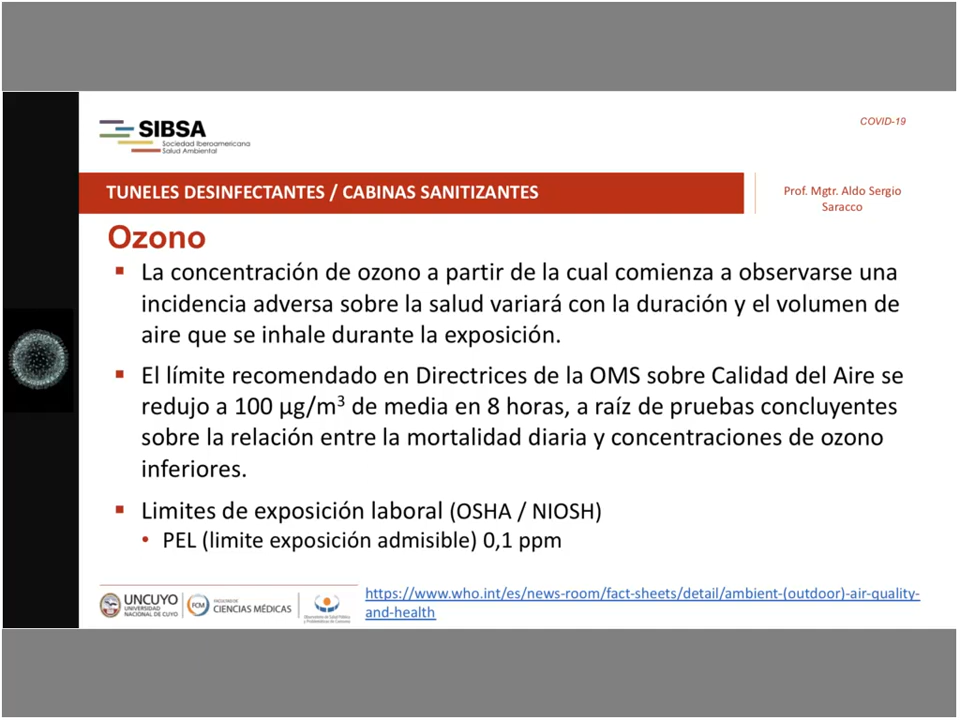 SIBSA
Sociedad Iberoamericana
Salud Ambiental
COVID-19
TUNELES DESINFECTANTES / CABINAS SANITIZANTES
Prof. Mgtr. Aldo Sergio
Saracco
Ozono
La concentración de ozono a partir de la cual comienza a observarse una
incidencia adversa sobre la salud variará con la duración y el volumen de
aire que se inhale durante la exposición.
El límite recomendado en Directrices de la OMS sobre Calidad del Aire se
redujo a 100 µg/m³ de media en 8 horas, a raíz de pruebas concluyentes
sobre la relación entre la mortalidad diaria y concentraciones de ozono
inferiores.
Limites de exposición laboral (OSHA / NIOSH)
PEL (limite exposición admisible) 0,1 ppm
UNCUYO
UNIVERSIDAD
NACIONAL DE CUYO
FCM
FACULTAD DE
CIENCIAS MÉDICAS
https://www.who.int/es/news-room/fact-sheets/detail/ambient-(outdoor)-air-quality-
and-health